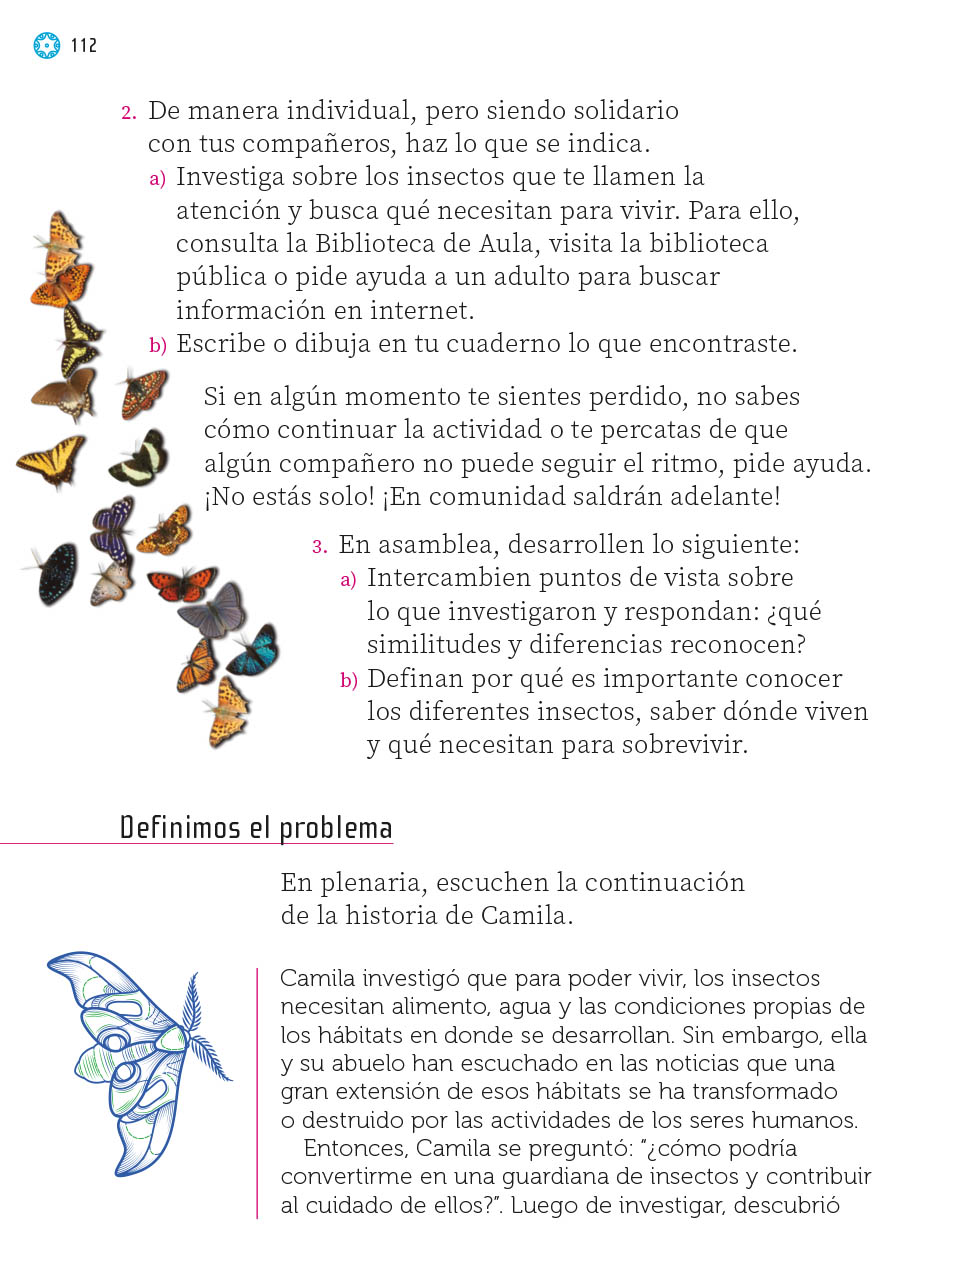 112
2. De manera individual, pero siendo solidario
con tus compañeros, haz lo que se indica.
a) Investiga sobre los insectos que te llamen la
atención y busca qué necesitan para vivir. Para ello,
consulta la Biblioteca de Aula, visita la biblioteca
pública o pide ayuda a un adulto para buscar
información en internet.
b) Escribe o dibuja en tu cuaderno lo que encontraste.
Si en algún momento te sientes perdido, no sabes
cómo continuar la actividad o te percatas de que
algún compañero no puede seguir el ritmo, pide ayuda.
¡No estás solo! ¡En comunidad saldrán adelante!
3. En asamblea, desarrollen lo siguiente:
a) Intercambien puntos de vista sobre
lo que investigaron y respondan: ¿qué
similitudes y diferencias reconocen?
b) Definan por qué es importante conocer
los diferentes insectos, saber dónde viven
y qué necesitan para sobrevivir.
Definimos el problema
En plenaria, escuchen la continuación
de la historia de Camila.
Camila investigó que para poder vivir, los insectos
necesitan alimento, agua y las condiciones propias de
los hábitats en donde se desarrollan. Sin embargo, ella
y su abuelo han escuchado en las noticias que una
gran extensión de esos hábitats se ha transformado
o destruido por las actividades de los seres humanos.
Entonces, Camila se preguntó: "¿cómo podría
convertirme en una guardiana de insectos y contribuir
al cuidado de ellos?". Luego de investigar, descubrió